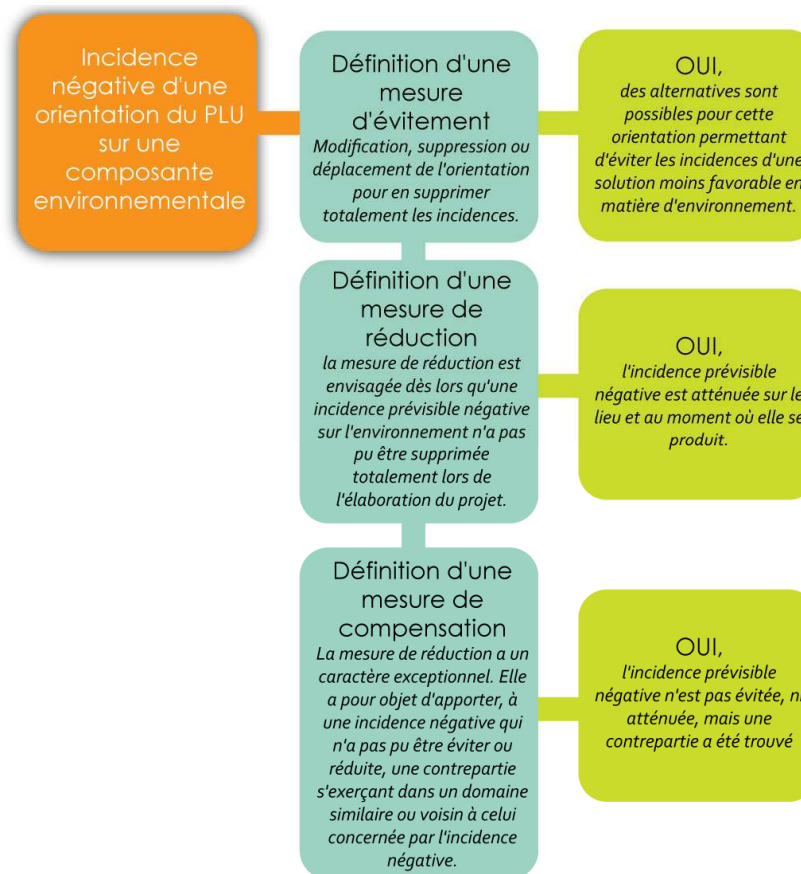 Incidence
négative d'une
orientation du PLU
sur une
composante
environnementale
Définition d'une
mesure
d'évitement
Modification, suppression ou
déplacement de l'orientation
pour en supprimer
totalement les incidences.
OUI,
des alternatives sont
possibles pour cette
orientation permettant
d'éviter les incidences d'une
solution moins favorable en
matière d'environnement.
Définition d'une
mesure de
réduction
la mesure de réduction est
envisagée dès lors qu'une
incidence prévisible négative
sur l'environnement n'a pas
pu être supprimée
totalement lors de
l'élaboration du projet.
OUI,
l'incidence prévisible
négative est atténuée sur le
lieu et au moment où elle se
produit.
Définition d'une
mesure de
compensation
La mesure de réduction a un
caractère exceptionnel. Elle
a pour objet d'apporter, à
une incidence négative qui
n'a pas pu être éviter ou
réduite, une contrepartie
s'exerçant dans un domaine
similaire ou voisin à celui
concernée par l'incidence
négative.
OUI,
l'incidence prévisible
négative n'est pas évitée, ni
atténuée, mais une
contrepartie a été trouvé